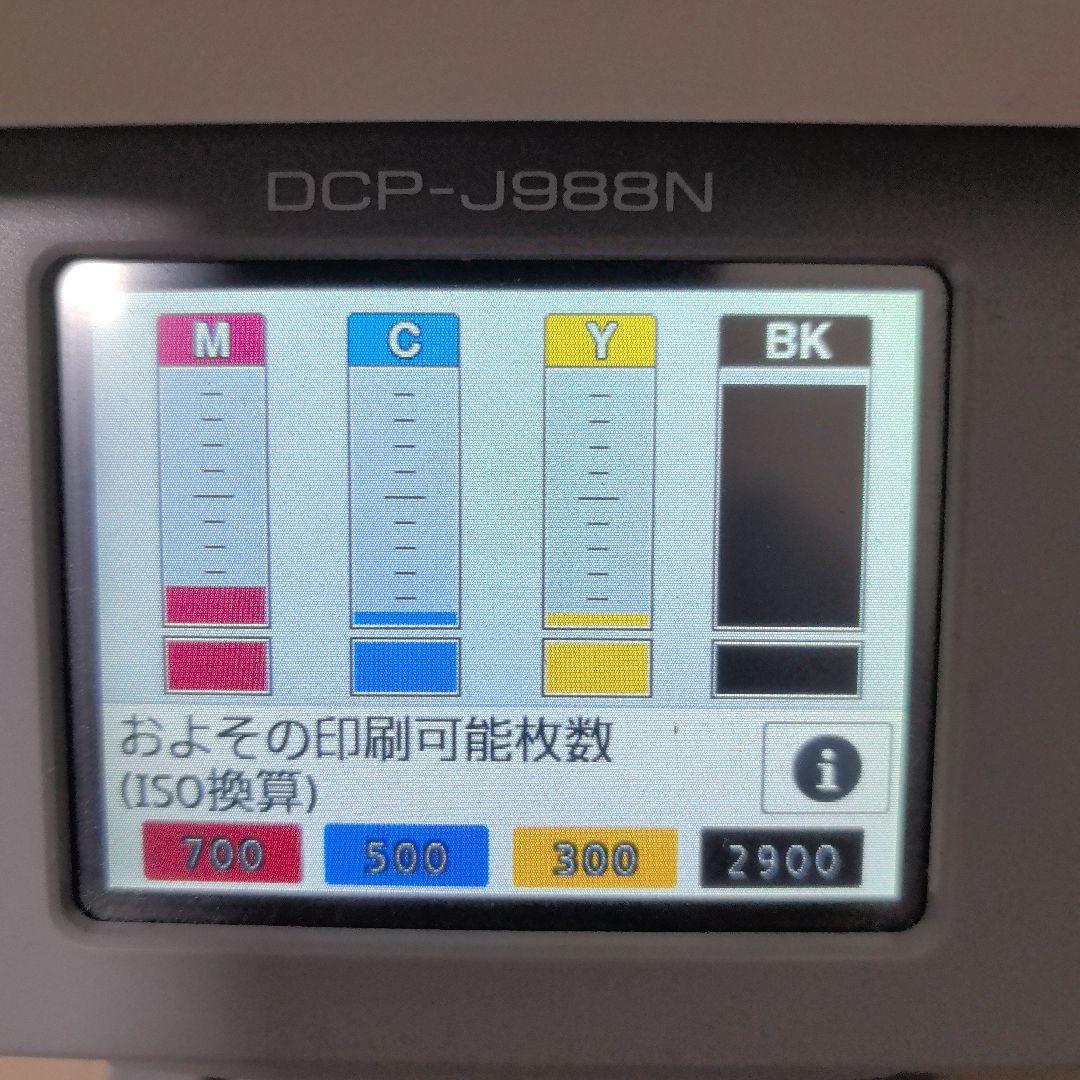 DCP-J988N
M C Y BK
およその印刷可能枚数
(ISO換算)
i
700 500 300 2900